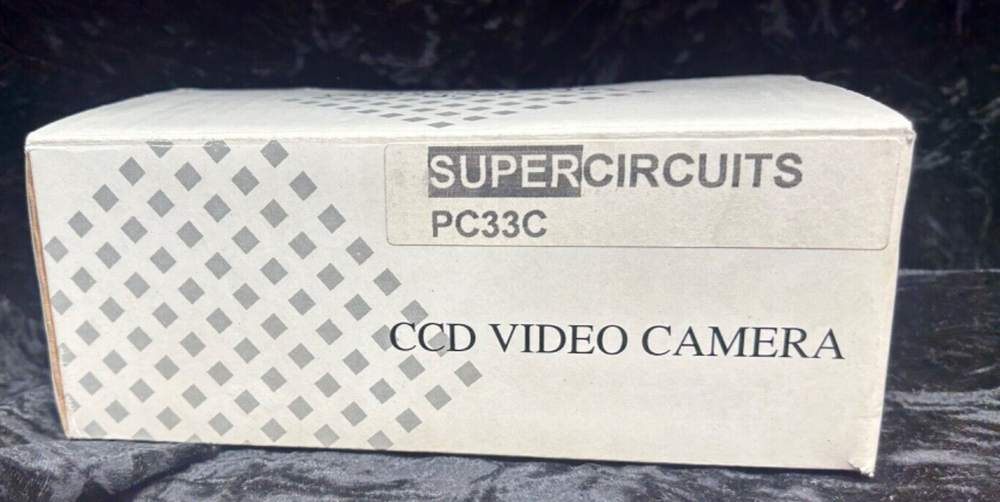 SUPERCIRCUITS
PC33C
CCD VIDEO CAMERA